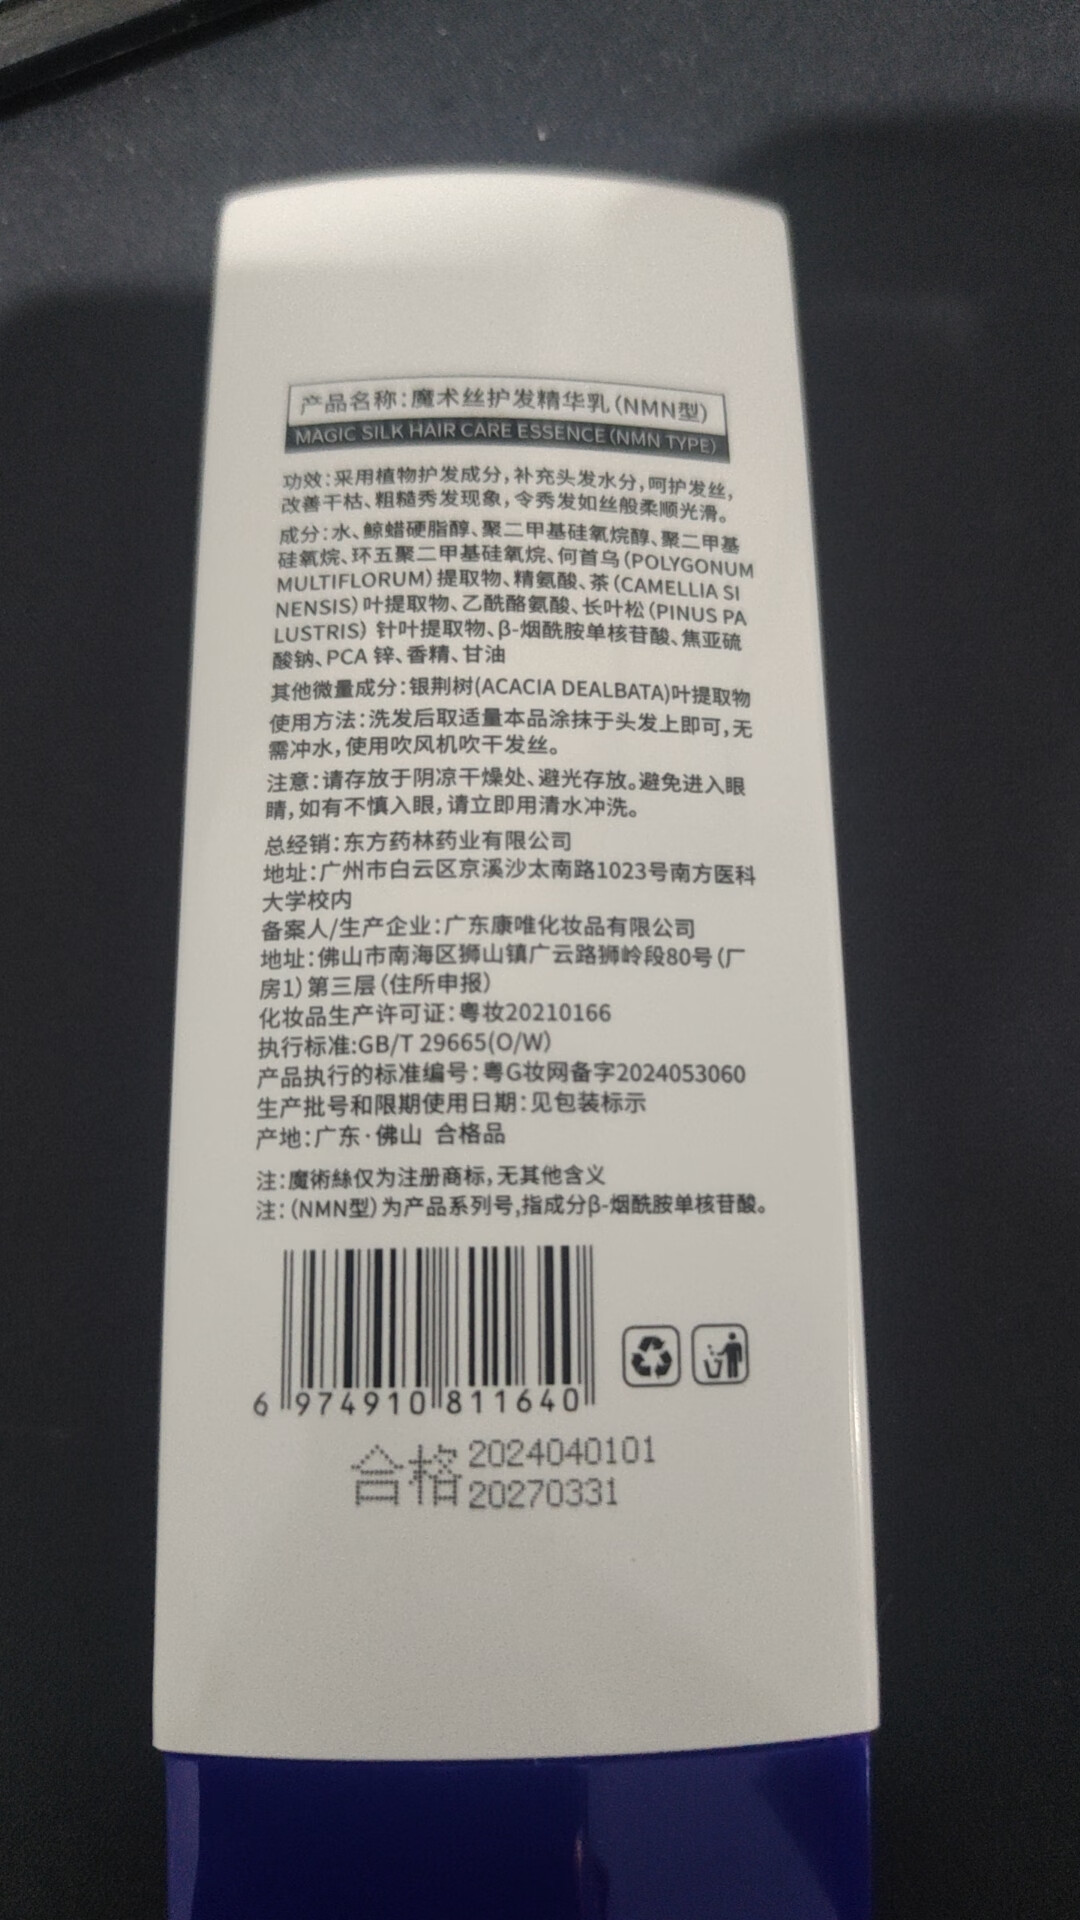 产品名称:魔术丝护发精华乳(NMN型)
MAGIC SILK HAIR CARE ESSENCE(NMN TYPE)
功效:采用植物护发成分,补充头发水分,呵护发丝,
改善干枯、粗糙秀发现象,令秀发如丝般柔顺光滑。
成分:水、鲸蜡硬脂醇、聚二甲基硅氧烷醇、聚二甲基
硅氧烷、环五聚二甲基硅氧烷、何首乌(POLYGONUM
MULTIFLORUM)提取物、精氨酸、茶(CAMELLIA SI
NENSIS)叶提取物、乙酰酪氨酸、长叶松(PINUS PA
LUSTRIS) 针叶提取物、β-烟酰胺单核苷酸、焦亚硫
酸钠、PCA 锌、香精、甘油
其他微量成分:银荆树(ACACIA DEALBATA)叶提取物
使用方法:洗发后取适量本品涂抹于头发上即可,无
需冲水,使用吹风机吹干发丝。
注意:请存放于阴凉干燥处、避光存放。避免进入眼
睛,如有不慎入眼,请立即用清水冲洗。
总经销:东方药林药业有限公司
地址:广州市白云区京溪沙太南路1023号南方医科
大学校内
备案人/生产企业:广东康唯化妆品有限公司
地址:佛山市南海区狮山镇广云路狮岭段80号(厂
房1)第三层(住所申报)
化妆品生产许可证:粤妆20210166
执行标准:GB/T 29665(O/W)
产品执行的标准编号:粤G妆网备字2024053060
生产批号和限期使用日期:见包装标示
产地:广东·佛山 合格品
注:魔術絲仅为注册商标,无其他含义
注:(NMN型)为产品系列号,指成分β-烟酰胺单核苷酸。
6 974910 811640
合格 2024040101
20270331